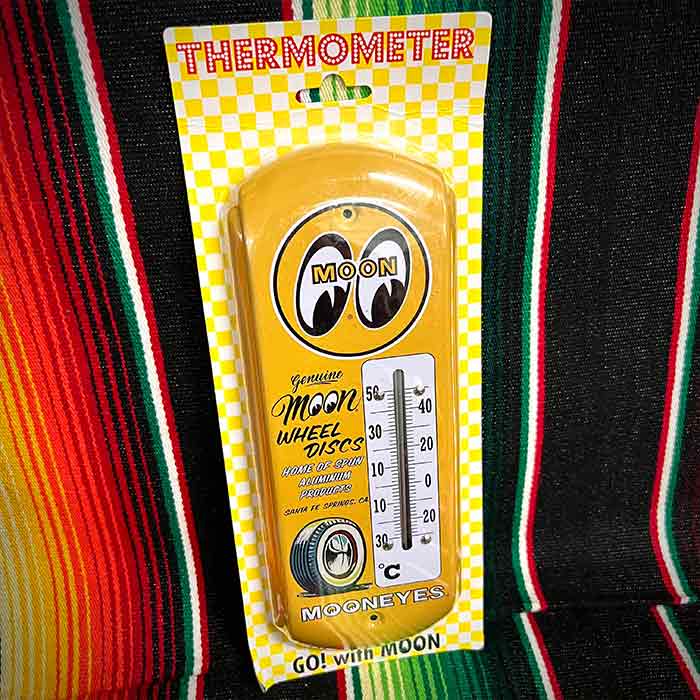 THERMOMETER
MOON
Genuine
Moon
WHEEL
DISCS
HOME OF SPUN
ALUMINUM
PRODUCTS
SANTA FE SPRINGS, CA
50
40
30
20
10
0
10
20
30
°C
MOONEYES
GO! with MOON